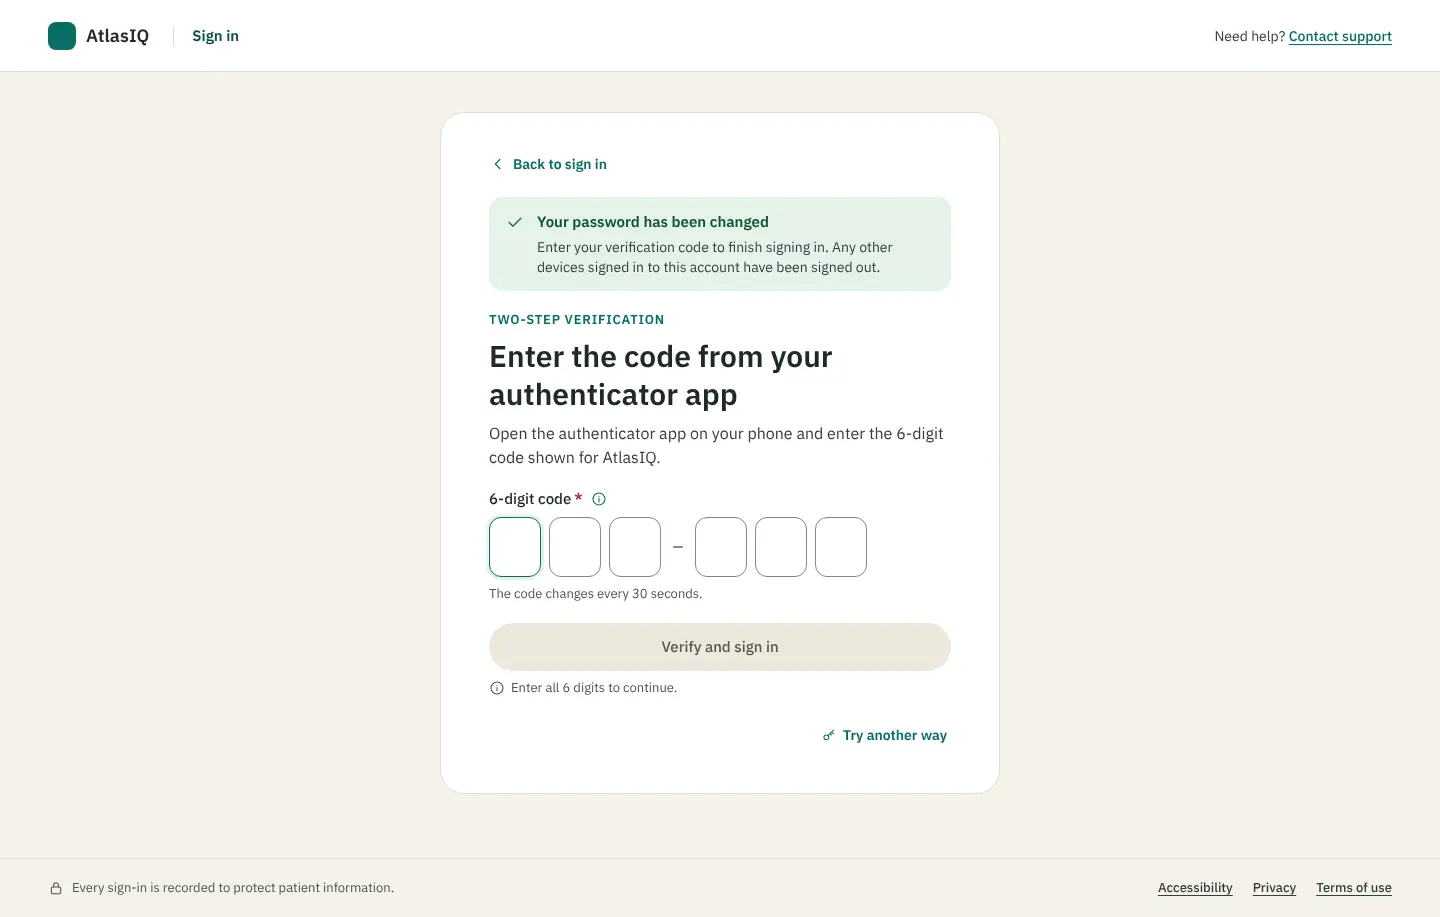 AtlasIQ
Sign in
Need help? Contact support
Back to sign in
Your password has been changed
Enter your verification code to finish signing in. Any other
devices signed in to this account have been signed out.
TWO-STEP VERIFICATION
Enter the code from your
authenticator app
Open the authenticator app on your phone and enter the 6-digit
code shown for AtlasIQ.
6-digit code *
–
The code changes every 30 seconds.
Verify and sign in
Enter all 6 digits to continue.
Try another way
Every sign-in is recorded to protect patient information.
Accessibility
Privacy
Terms of use